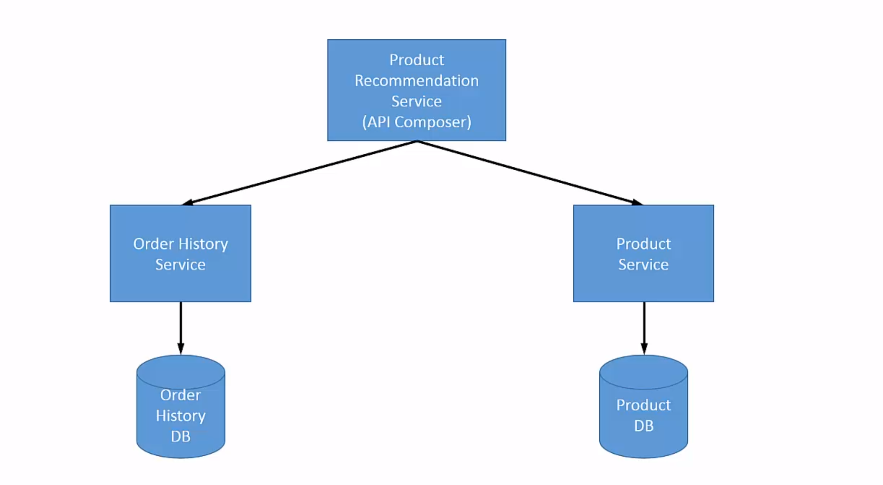 Product
Recommendation
Service
(API Composer)
Order History
Service
Product
Service
Order
History
DB
Product
DB